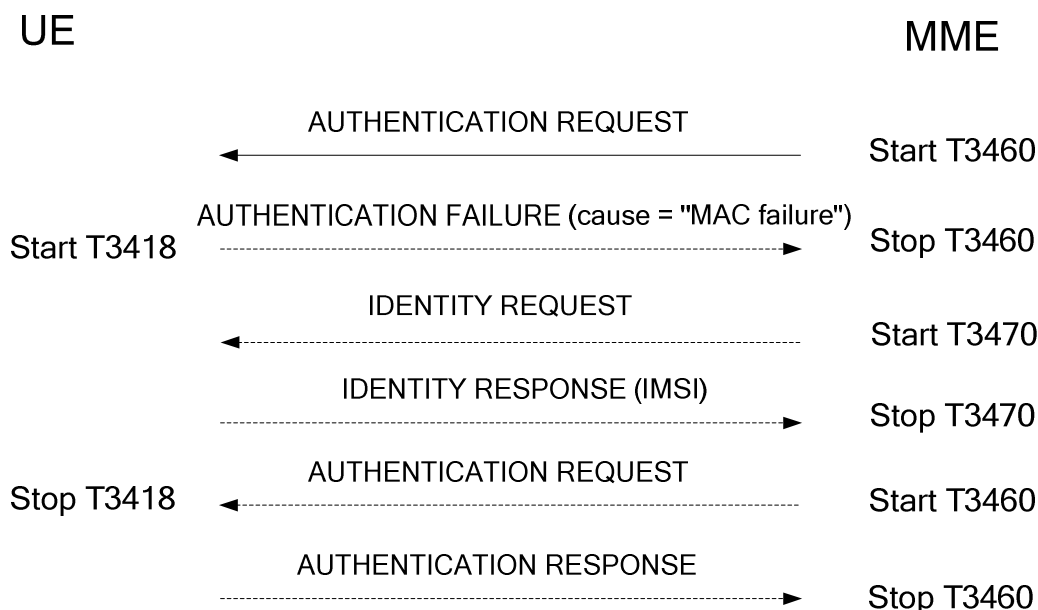 UE
MME
AUTHENTICATION REQUEST
Start T3460
AUTHENTICATION FAILURE (cause = "MAC failure")
Start T3418
Stop T3460
IDENTITY REQUEST
Start T3470
IDENTITY RESPONSE (IMSI)
Stop T3470
AUTHENTICATION REQUEST
Stop T3418
Start T3460
AUTHENTICATION RESPONSE
Stop T3460